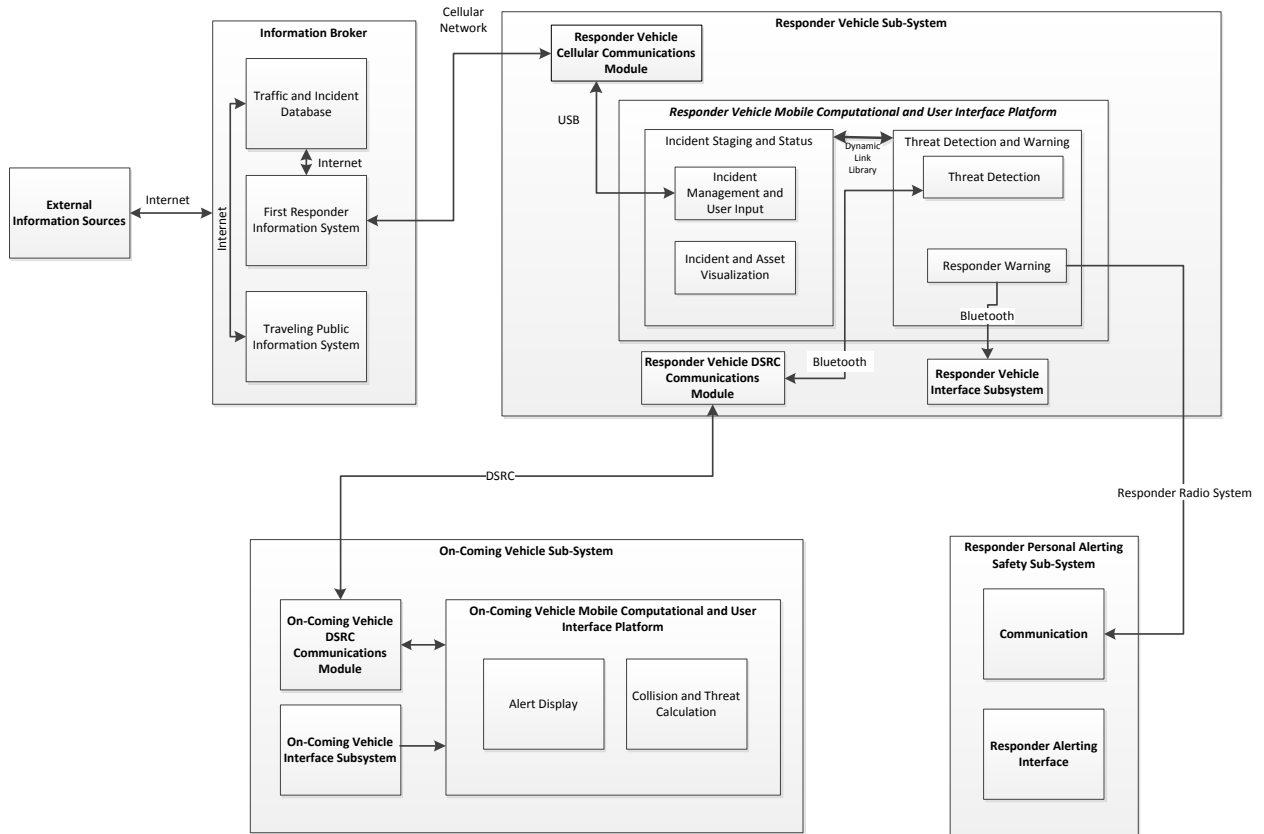 Cellular
Network
Information Broker
Traffic and Incident
Database
Internet
First Responder
Information System
Internet
Traveling Public
Information System
External
Information Sources
Internet
Responder Vehicle Sub-System
Responder Vehicle
Cellular Communications
Module
USB
Responder Vehicle Mobile Computational and User Interface Platform
Incident Staging and Status
Incident
Management and
User Input
Incident and Asset
Visualization
Dynamic
Link
Library
Threat Detection and Warning
Threat Detection
Responder Warning
Bluetooth
Responder Vehicle DSRC
Communications
Module
Bluetooth
Responder Vehicle
Interface Subsystem
DSRC
Responder Radio System
On-Coming Vehicle Sub-System
On-Coming Vehicle
DSRC
Communications
Module
On-Coming Vehicle
Interface Subsystem
On-Coming Vehicle Mobile Computational and User
Interface Platform
Alert Display
Collision and Threat
Calculation
Responder Personal Alerting
Safety Sub-System
Communication
Responder Alerting
Interface